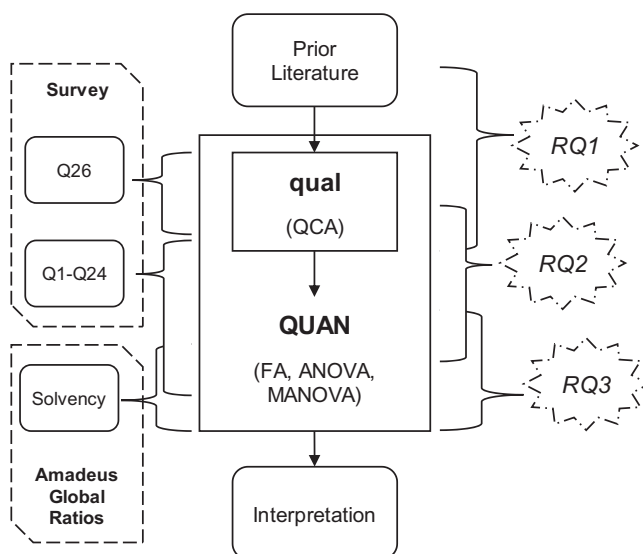 Prior
Literature
Survey
Q26
Q1-Q24
Solvency
Amadeus
Global
Ratios
qual
(QCA)
QUAN
(FA, ANOVA,
MANOVA)
Interpretation
RQ1
RQ2
RQ3